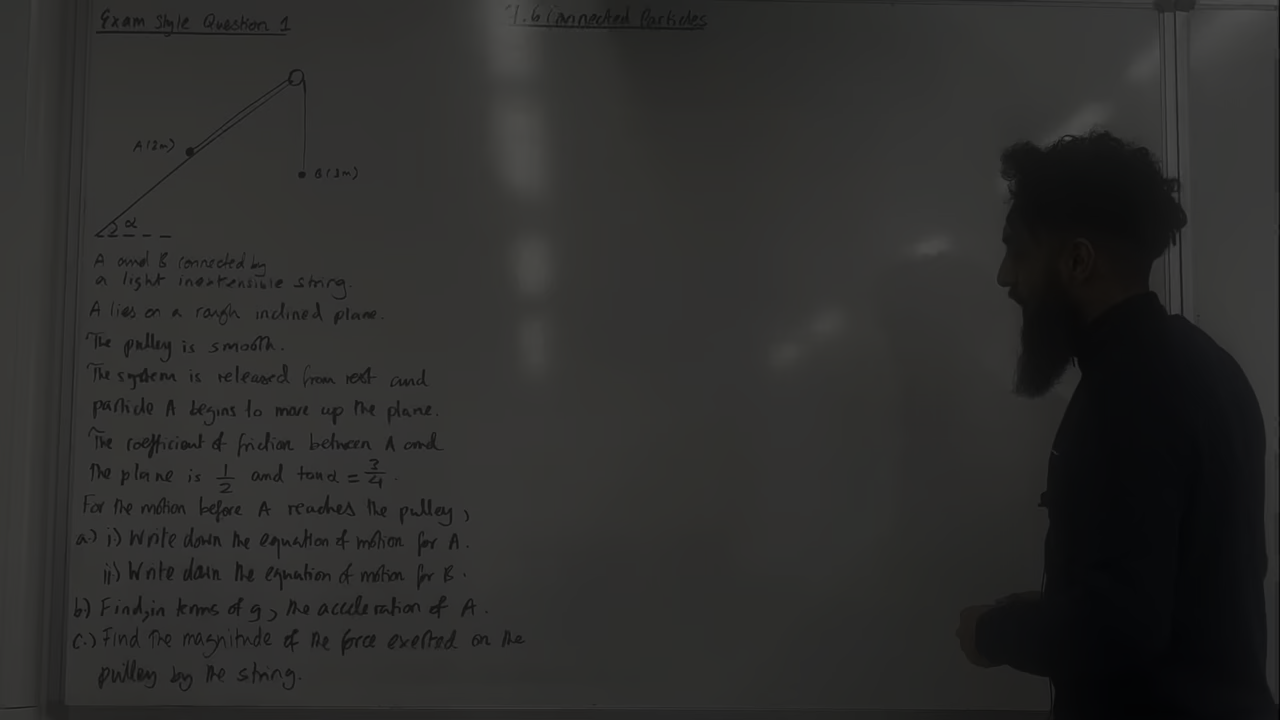 Exam Style Question 1
7.6 Connected Particles
A(2m)
B(3m)
α
A and B connected by
a light inextensible string.
A lies on a rough inclined plane.
The pulley is smooth.
The system is released from rest and
particle A begins to move up the plane.
The coefficient of friction between A and
the plane is 1/2 and tanα = 3/4.
For the motion before A reaches the pulley,
a.) i.) Write down the equation of motion for A.
ii.) Write down the equation of motion for B.
b) Find, in terms of g, the acceleration of A.
c.) Find the magnitude of the force exerted on the
pulley by the string.